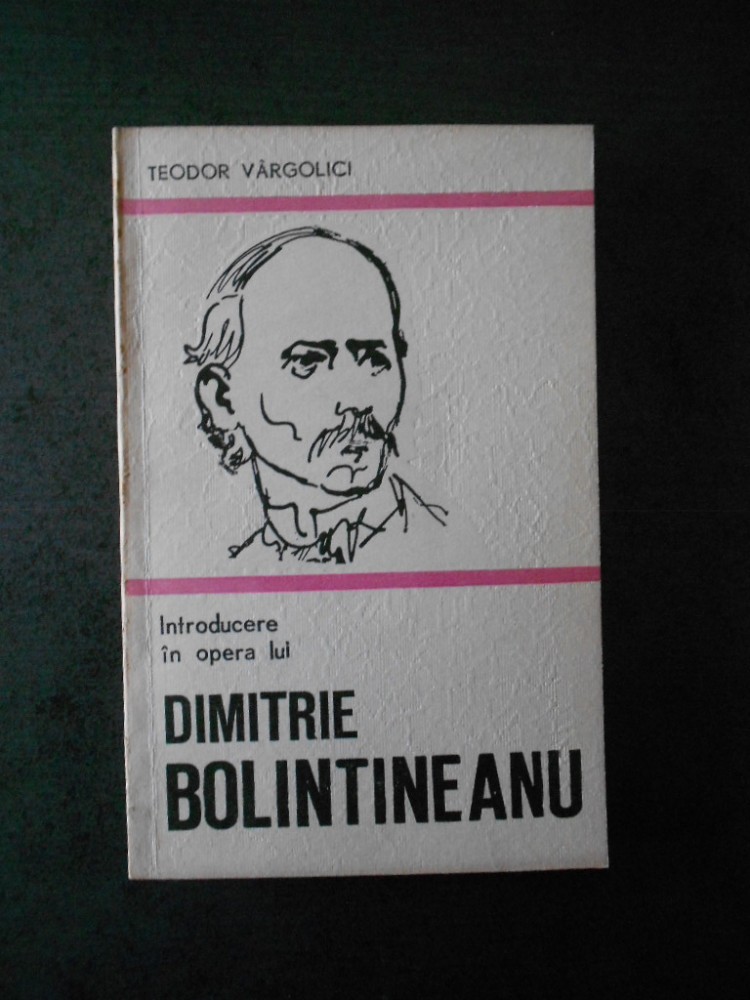 TEODOR VÂRGOLICI
Introducere
în opera lui
DIMITRIE
BOLINTINEANU